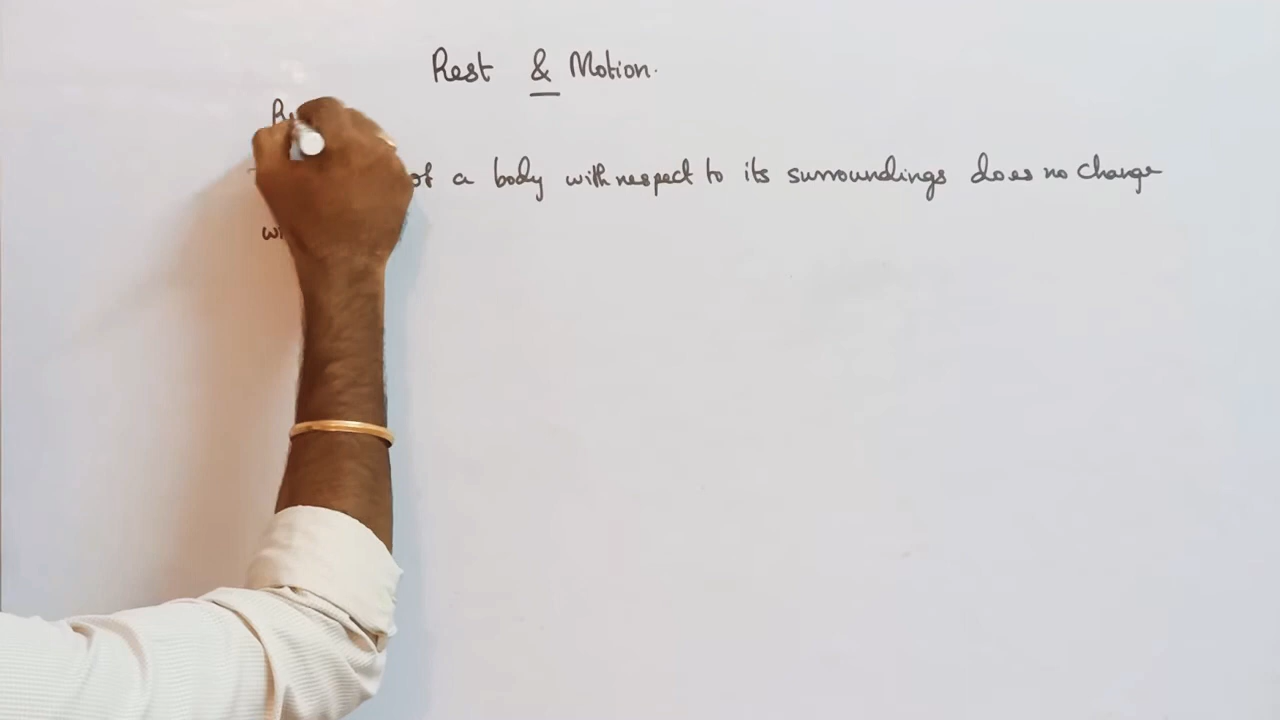 Rest & Motion.
of a body with respect to its surroundings does no change